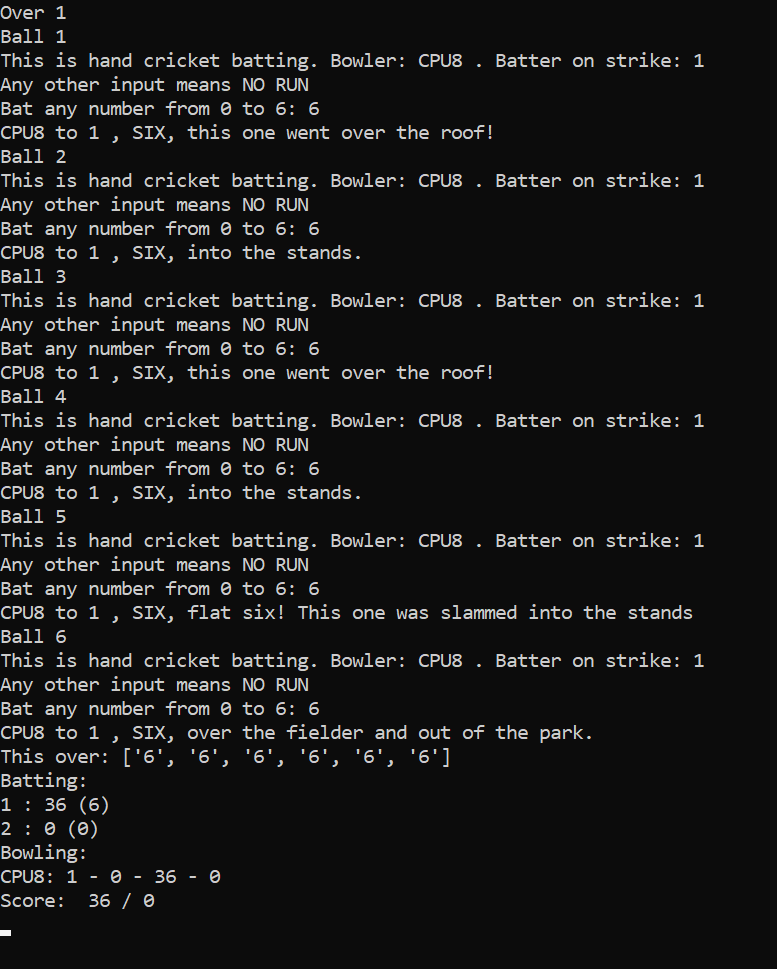 Over 1
Ball 1
This is hand cricket batting. Bowler: CPU8 . Batter on strike: 1
Any other input means NO RUN
Bat any number from 0 to 6: 6
CPU8 to 1 , SIX, this one went over the roof!
Ball 2
This is hand cricket batting. Bowler: CPU8 . Batter on strike: 1
Any other input means NO RUN
Bat any number from 0 to 6: 6
CPU8 to 1 , SIX, into the stands.
Ball 3
This is hand cricket batting. Bowler: CPU8 . Batter on strike: 1
Any other input means NO RUN
Bat any number from 0 to 6: 6
CPU8 to 1 , SIX, this one went over the roof!
Ball 4
This is hand cricket batting. Bowler: CPU8 . Batter on strike: 1
Any other input means NO RUN
Bat any number from 0 to 6: 6
CPU8 to 1 , SIX, into the stands.
Ball 5
This is hand cricket batting. Bowler: CPU8 . Batter on strike: 1
Any other input means NO RUN
Bat any number from 0 to 6: 6
CPU8 to 1 , SIX, flat six! This one was slammed into the stands
Ball 6
This is hand cricket batting. Bowler: CPU8 . Batter on strike: 1
Any other input means NO RUN
Bat any number from 0 to 6: 6
CPU8 to 1 , SIX, over the fielder and out of the park.
This over: ['6', '6', '6', '6', '6', '6']
Batting:
1 : 36 (6)
2 : 0 (0)
Bowling:
CPU8: 1 - 0 - 36 - 0
Score:  36 / 0